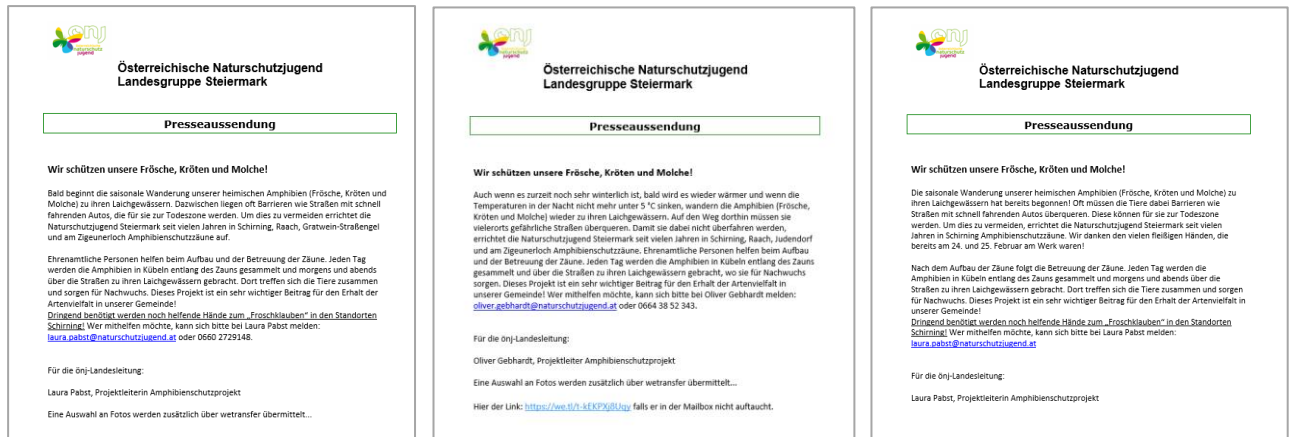 önj
naturschutz
jugend
Österreichische Naturschutzjugend
Landesgruppe Steiermark
Presseaussendung
Wir schützen unsere Frösche, Kröten und Molche!
Bald beginnt die saisonale Wanderung unserer heimischen Amphibien (Frösche, Kröten und
Molche) zu ihren Laichgewässern. Dazwischen liegen oft Barrieren wie Straßen mit schnell
fahrenden Autos, die für sie zur Todeszone werden. Um dies zu vermeiden errichtet die
Naturschutzjugend Steiermark seit vielen Jahren in Schirning, Raach, Gratwein-Straßengel
und am Zigeunerloch Amphibienschutzzäune auf.
Ehrenamtliche Personen helfen beim Aufbau und der Betreuung der Zäune. Jeden Tag
werden die Amphibien in Kübeln entlang des Zauns gesammelt und morgens und abends
über die Straßen zu ihren Laichgewässern gebracht. Dort treffen sich die Tiere zusammen
und sorgen für Nachwuchs. Dieses Projekt ist ein sehr wichtiger Beitrag für den Erhalt der
Artenvielfalt in unserer Gemeinde!
Dringend benötigt werden noch helfende Hände zum „Froschklauben“ in den Standorten
Schirning! Wer mithelfen möchte, kann sich bitte bei Laura Pabst melden:
laura.pabst@naturschutzjugend.at oder 0660 2729148.
Für die önj-Landesleitung:
Laura Pabst, Projektleiterin Amphibienschutzprojekt
Eine Auswahl an Fotos werden zusätzlich über wetransfer übermittelt...
önj
naturschutz
jugend
Österreichische Naturschutzjugend
Landesgruppe Steiermark
Presseaussendung
Wir schützen unsere Frösche, Kröten und Molche!
Auch wenn es zurzeit noch sehr winterlich ist, bald wird es wieder wärmer und wenn die
Temperaturen in der Nacht nicht mehr unter 5 °C sinken, wandern die Amphibien (Frösche,
Kröten und Molche) wieder zu ihren Laichgewässern. Auf den Weg dorthin müssen sie
vielerorts gefährliche Straßen überqueren. Damit sie dabei nicht überfahren werden,
errichtet die Naturschutzjugend Steiermark seit vielen Jahren in Schirning, Raach, Judendorf
und am Zigeunerloch Amphibienschutzzäune. Ehrenamtliche Personen helfen beim Aufbau
und der Betreuung der Zäune. Jeden Tag werden die Amphibien in Kübeln entlang des Zauns
gesammelt und über die Straßen zu ihren Laichgewässern gebracht, wo sie für Nachwuchs
sorgen. Dieses Projekt ist ein sehr wichtiger Beitrag für den Erhalt der Artenvielfalt in
unserer Gemeinde! Wer mithelfen möchte, kann sich bitte bei Oliver Gebhardt melden:
oliver.gebhardt@naturschutzjugend.at oder 0664 38 52 343.
Für die önj-Landesleitung:
Oliver Gebhardt, Projektleiter Amphibienschutzprojekt
Eine Auswahl an Fotos werden zusätzlich über wetransfer übermittelt...
Hier der Link: https://we.tl/t-kEKPXj8Uqy falls er in der Mailbox nicht auftaucht.
önj
naturschutz
jugend
Österreichische Naturschutzjugend
Landesgruppe Steiermark
Presseaussendung
Wir schützen unsere Frösche, Kröten und Molche!
Die saisonale Wanderung unserer heimischen Amphibien (Frösche, Kröten und Molche) zu
ihren Laichgewässern hat bereits begonnen! Oft müssen die Tiere dabei Barrieren wie
Straßen mit schnell fahrenden Autos überqueren. Diese können für sie zur Todeszone
werden. Um dies zu vermeiden, errichtet die Naturschutzjugend Steiermark seit vielen
Jahren in Schirning Amphibienschutzzäune. Wir danken den vielen fleißigen Händen, die
bereits am 24. und 25. Februar am Werk waren!
Nach dem Aufbau der Zäune folgt die Betreuung der Zäune. Jeden Tag werden die
Amphibien in Kübeln entlang des Zauns gesammelt und morgens und abends über die
Straßen zu ihren Laichgewässern gebracht. Dort treffen sich die Tiere zusammen und sorgen
für Nachwuchs. Dieses Projekt ist ein sehr wichtiger Beitrag für den Erhalt der Artenvielfalt in
unserer Gemeinde!
Dringend benötigt werden noch helfende Hände zum „Froschklauben“ in den Standorten
Schirning! Wer mithelfen möchte, kann sich bitte bei Laura Pabst melden:
laura.pabst@naturschutzjugend.at
Für die önj-Landesleitung:
Laura Pabst, Projektleiterin Amphibienschutzprojekt